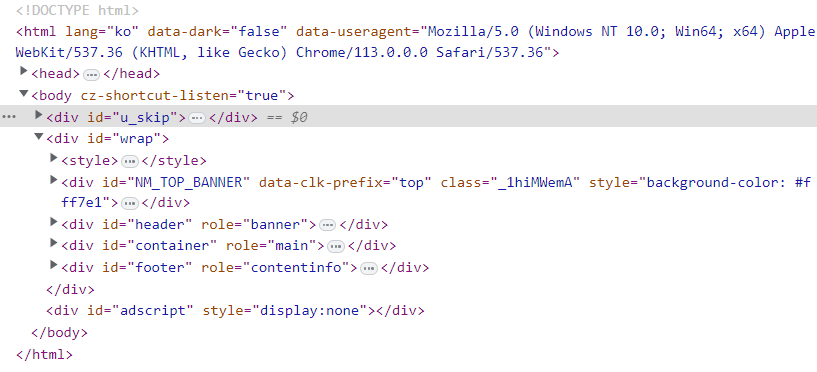 <!DOCTYPE html>
<html lang="ko" data-dark="false" data-useragent="Mozilla/5.0 (Windows NT 10.0; Win64; x64) Apple
WebKit/537.36 (KHTML, like Gecko) Chrome/113.0.0.0 Safari/537.36">
<head>…</head>
<body cz-shortcut-listen="true">
… <div id="u_skip">…</div> == $0
<div id="wrap">
<style>…</style>
<div id="NM_TOP_BANNER" data-clk-prefix="top" class="_1hiMWemA" style="background-color: #f
ff7e1">…</div>
<div id="header" role="banner">…</div>
<div id="container" role="main">…</div>
<div id="footer" role="contentinfo">…</div>
</div>
<div id="adscript" style="display:none"></div>
</body>
</html>